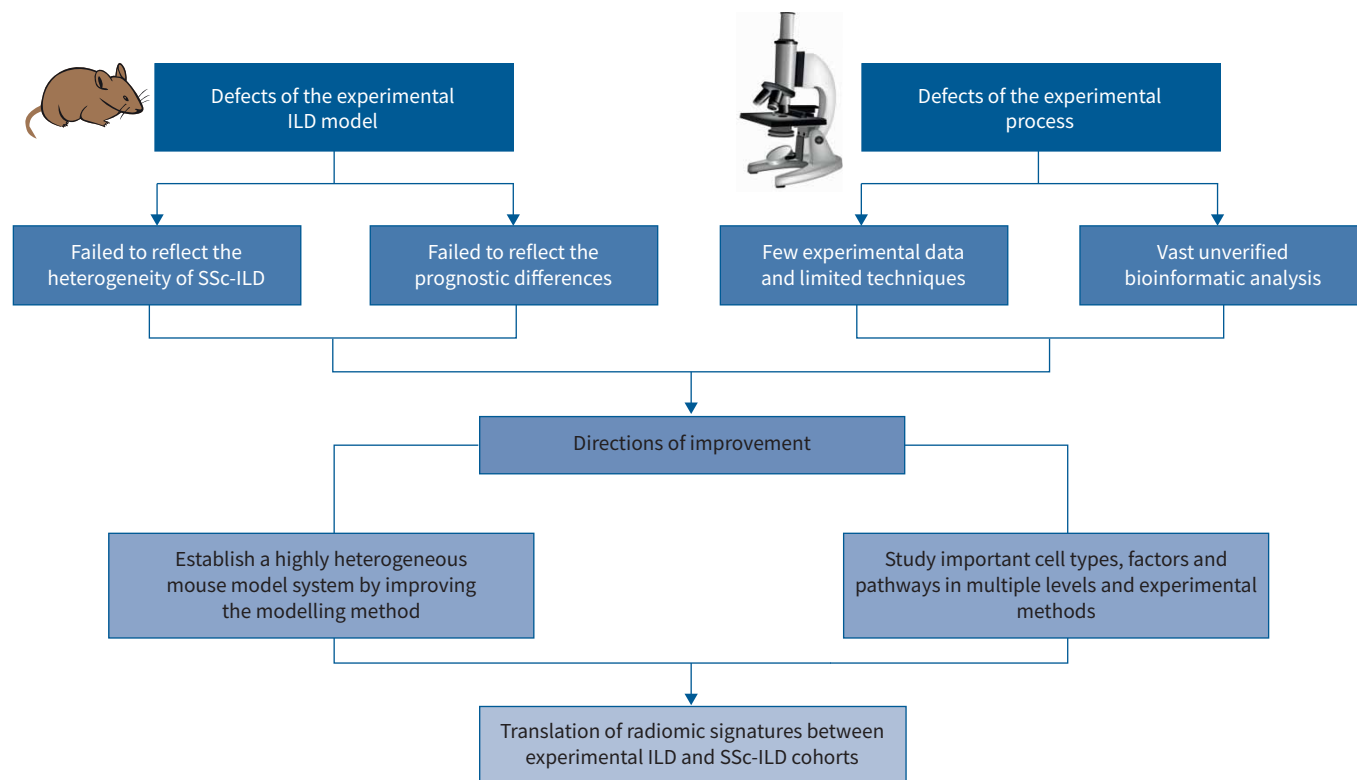 Defects of the experimental
ILD model
Defects of the experimental
process
Failed to reflect the
heterogeneity of SSc-ILD
Failed to reflect the
prognostic differences
Few experimental data
and limited techniques
Vast unverified
bioinformatic analysis
Directions of improvement
Establish a highly heterogeneous
mouse model system by improving
the modelling method
Study important cell types, factors and
pathways in multiple levels and experimental
methods
Translation of radiomic signatures between
experimental ILD and SSc-ILD cohorts